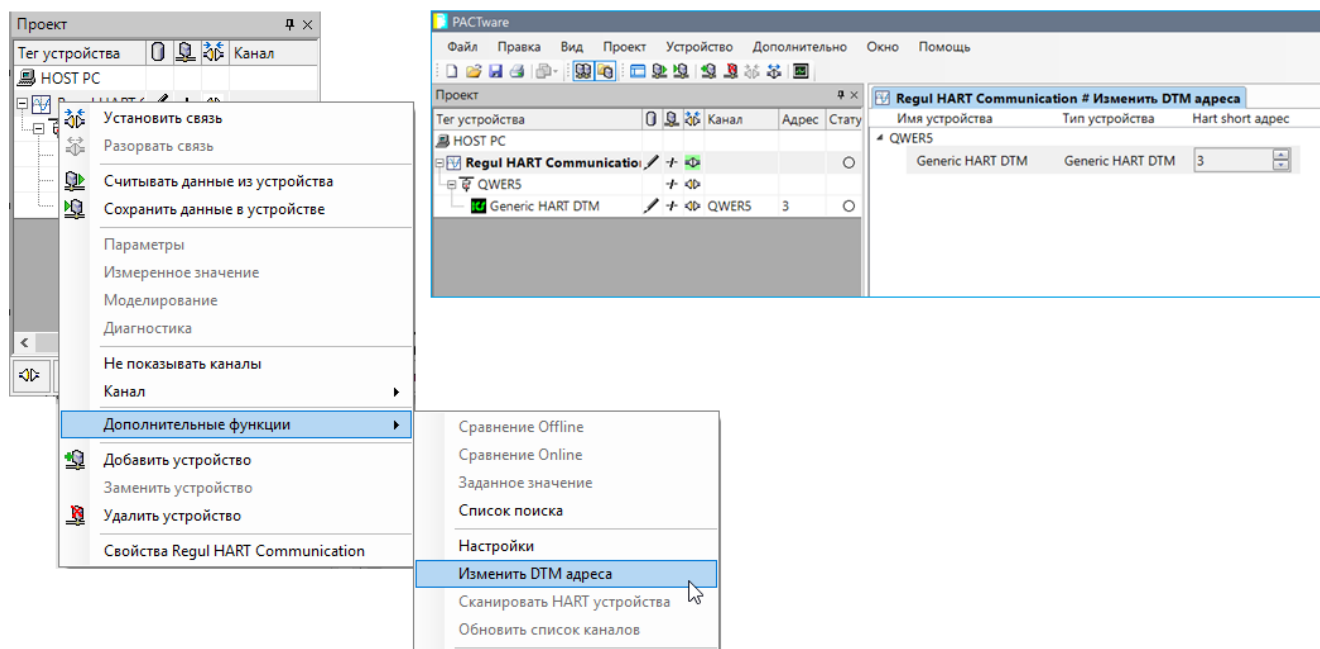 Проект
Тег устройства Канал
HOST PC
Установить связь
Разорвать связь
Считывать данные из устройства
Сохранить данные в устройстве
Параметры
Измеренное значение
Моделирование
Диагностика
Не показывать каналы
Канал
Дополнительные функции
Добавить устройство
Заменить устройство
Удалить устройство
Свойства Regul HART Communication
Сравнение Offline
Сравнение Online
Заданное значение
Список поиска
Настройки
Изменить DTM адреса
Сканировать HART устройства
Обновить список каналов
PACTware
Файл Правка Вид Проект Устройство Дополнительно Окно Помощь
Проект
Тег устройства Канал Адрес Стату
HOST PC
Regul HART Communicatio
QWER5
Generic HART DTM QWER5 3
Regul HART Communication # Изменить DTM адреса
Имя устройства Тип устройства Hart short адрес
QWER5
Generic HART DTM Generic HART DTM 3